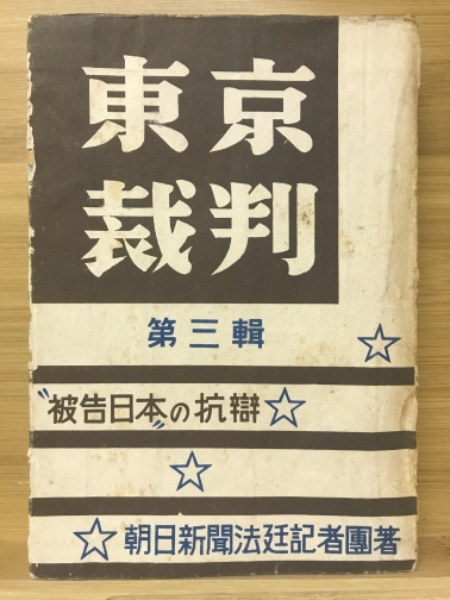 東京
裁判
第三輯
〝被告日本〟の抗辯
朝日新聞法廷記者團著